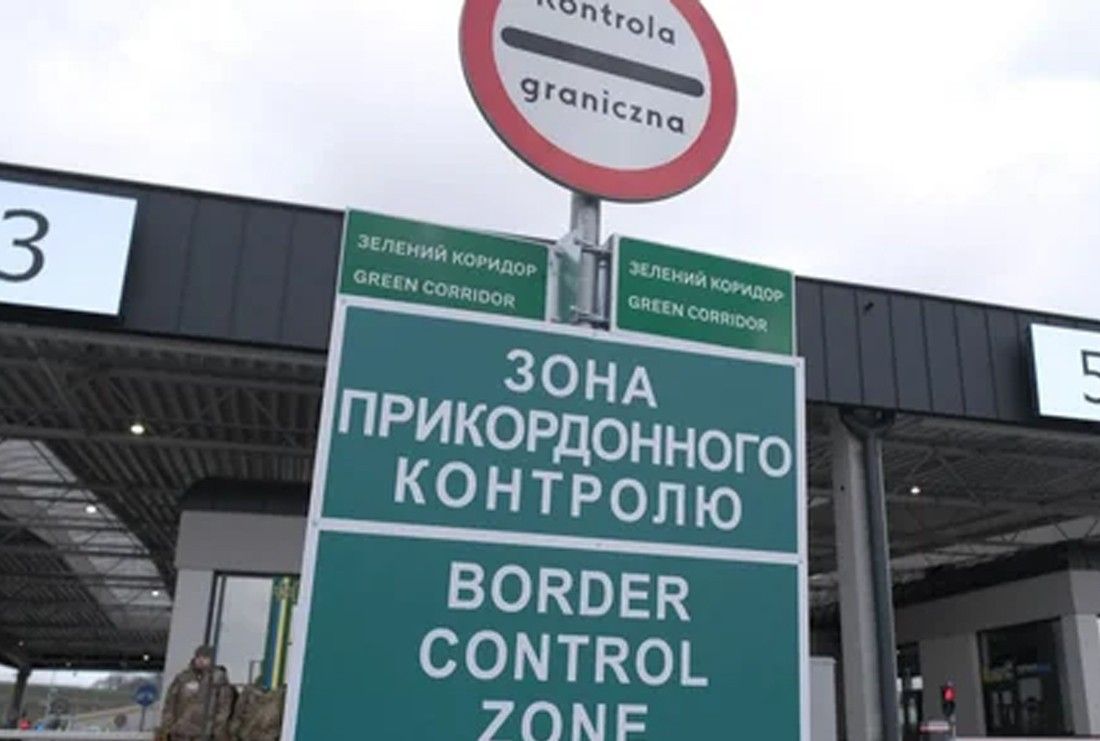 Kontrola
graniczna
3
ЗЕЛЕНИЙ КОРИДОР
GREEN CORRIDOR
ЗЕЛЕНИЙ КОРИДОР
GREEN CORRIDOR
5
ЗОНА
ПРИКОРДОННОГО
КОНТРОЛЮ
BORDER
CONTROL
ZONE